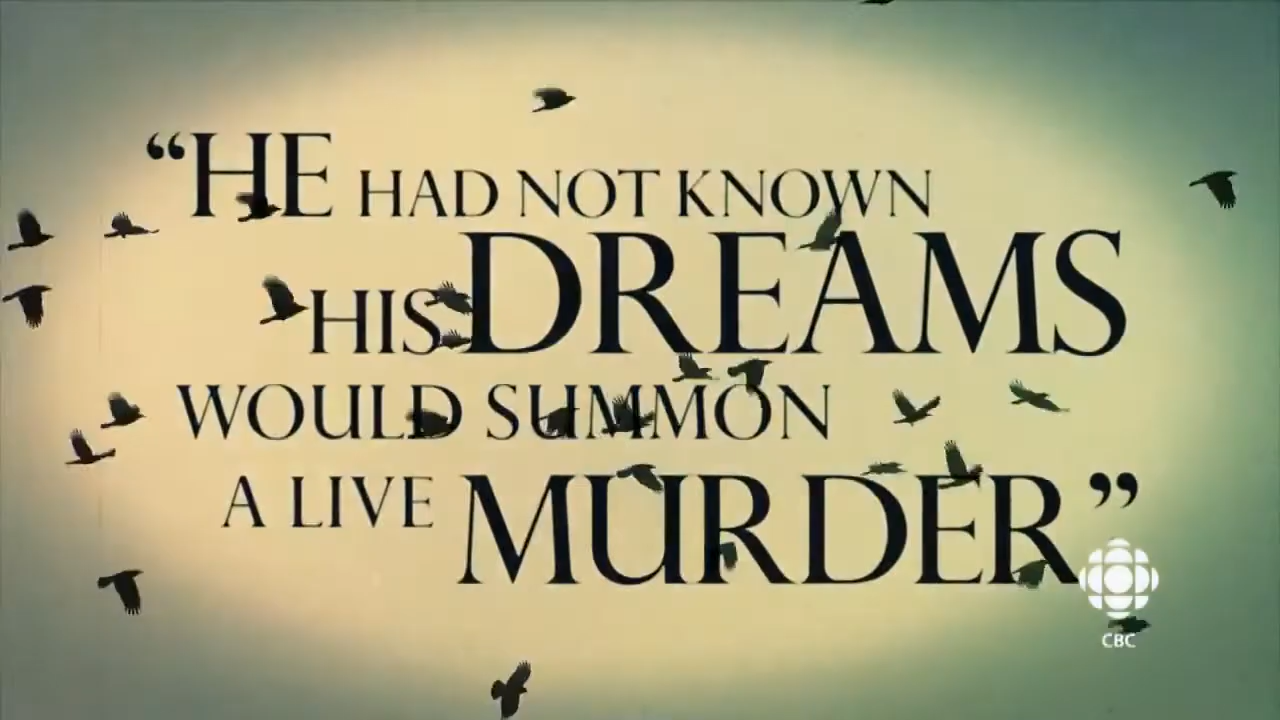 “HE HAD NOT KNOWN
HIS DREAMS
WOULD SUMMON
A LIVE MURDER”
CBC